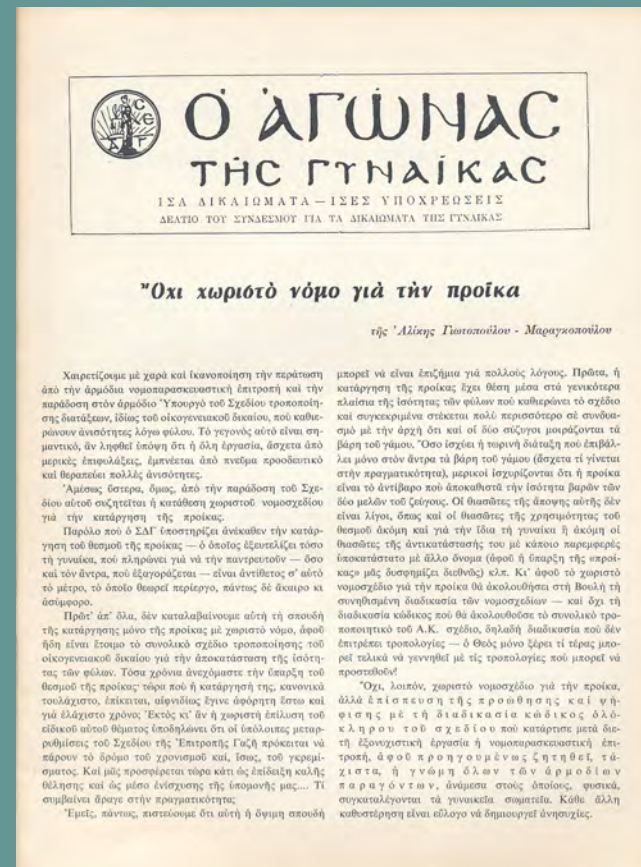 Ὁ ἈΓΩΝΑΣ
ΤΗΣ ΓΥΝΑΙΚΑΣ
ΙΣΑ ΔΙΚΑΙΩΜΑΤΑ — ΙΣΕΣ ΥΠΟΧΡΕΩΣΕΙΣ
ΔΕΛΤΙΟ ΤΟΥ ΣΥΝΔΕΣΜΟΥ ΓΙΑ ΤΑ ΔΙΚΑΙΩΜΑΤΑ ΤΗΣ ΓΥΝΑΙΚΑΣ
Ὄχι χωριστὸ νόμο γιὰ τὴν προῖκα
τῆς Ἀλίκης Γιωτοπούλου - Μαραγκοπούλου
Χαιρετίζουμε μὲ χαρὰ καὶ ἱκανοποίηση τὴν περάτωση
ἀπὸ τὴν ἁρμόδια νομοπαρασκευαστικὴ ἐπιτροπὴ καὶ τὴν
παράδοση στὸν ἁρμόδιο Ὑπουργὸ τοῦ Σχεδίου τροποποίη-
σης διατάξεων, ἰδίως τοῦ οἰκογενειακοῦ δικαίου, ποὺ καθιε-
ρώνουν ἀνισότητες λόγω φύλου. Τὸ γεγονὸς αὐτὸ εἶναι ση-
μαντικό, ἂν ληφθεῖ ὑπόψη ὅτι ἡ ὅλη ἐργασία, ἄσχετα ἀπὸ
μερικὲς ἐπιφυλάξεις, ἐμπνέεται ἀπὸ πνεῦμα προοδευτικὸ
καὶ θεραπεύει πολλὲς ἀνισότητες.
Ἀμέσως ὕστερα, ὅμως, ἀπὸ τὴν παράδοση τοῦ Σχε-
δίου αὐτοῦ συζητεῖται ἡ κατάθεση χωριστοῦ νομοσχεδίου
γιὰ τὴν κατάργηση τῆς προίκας.
Παρόλο ποὺ ὁ ΣΔΓ ὑποστηρίζει ἀνέκαθεν τὴν κατάρ-
γηση τοῦ θεσμοῦ τῆς προίκας — ὁ ὁποῖος ἐξευτελίζει τόσο
τὴ γυναίκα, ποὺ πληρώνει γιὰ νὰ τὴν παντρευτοῦν — ὅσο
καὶ τὸν ἄντρα, ποὺ ἐξαγοράζεται — εἶναι ἀντίθετος σ' αὐτὸ
τὸ μέτρο, τὸ ὁποῖο θεωρεῖ περίεργο, πάντως δὲ ἄκαιρο κι
ἀσύμφορο.
Πρῶτ' ἀπ' ὅλα, δὲν καταλαβαίνουμε αὐτὴ τὴ σπουδὴ
τῆς κατάργησης μόνο τῆς προίκας μὲ χωριστὸ νόμο, ἀφοῦ
ἤδη εἶναι ἕτοιμο τὸ συνολικὸ σχέδιο τροποποίησης τοῦ
οἰκογενειακοῦ δικαίου γιὰ τὴν ἀποκατάσταση τῆς ἰσότη-
τας τῶν φύλων. Τόσα χρόνια ἀνεχόμαστε τὴν ὕπαρξη τοῦ
θεσμοῦ τῆς προίκας· τώρα ποὺ ἡ κατάργησή της, κανονικὰ
τουλάχιστο, ἐπίκειται, αἰφνιδίως ἔγινε ἀφόρητη ἔστω καὶ
γιὰ ἐλάχιστο χρόνο; Ἐκτὸς κι' ἂν ἡ χωριστὴ ἐπίλυση τοῦ
εἰδικοῦ αὐτοῦ θέματος ὑποδηλώνει ὅτι οἱ ὑπόλοιπες μεταρ-
ρυθμίσεις τοῦ Σχεδίου τῆς Ἐπιτροπῆς Γαζῆ πρόκειται νὰ
πάρουν τὸ δρόμο τοῦ χρονισμοῦ καί, ἴσως, τοῦ γκρεμί-
σματος. Καὶ μᾶς προσφέρεται τώρα κάτι ὡς ἐπίδειξη καλῆς
θέλησης καὶ ὡς μέσο ἐνίσχυσης τῆς ὑπομονῆς μας.... Τί
συμβαίνει ἄραγε στὴν πραγματικότητα;
Ἐμεῖς, πάντως, πιστεύουμε ὅτι αὐτὴ ἡ ὄψιμη σπουδὴ
μπορεῖ νὰ εἶναι ἐπιζήμια γιὰ πολλοὺς λόγους. Πρῶτα, ἡ
κατάργηση τῆς προίκας ἔχει θέση μέσα στὰ γενικότερα
πλαίσια τῆς ἰσότητας τῶν φύλων ποὺ καθιερώνει τὸ σχέδιο
καὶ συγκεκριμένα στέκεται πολὺ περισσότερο σὲ συνδυα-
σμὸ μὲ τὴν ἀρχὴ ὅτι καὶ οἱ δύο σύζυγοι μοιράζονται τὰ
βάρη τοῦ γάμου. Ὅσο ἰσχύει ἡ τωρινὴ διάταξη ποὺ ἐπιβάλ-
λει μόνο στὸν ἄντρα τὰ βάρη τοῦ γάμου (ἄσχετα τί γίνεται
στὴν πραγματικότητα), μερικοὶ ἰσχυρίζονται ὅτι ἡ προίκα
εἶναι τὸ ἀντίβαρο ποὺ ἀποκαθιστᾶ τὴν ἰσότητα βαρῶν τῶν
δύο μελῶν τοῦ ζεύγους. Οἱ θιασῶτες τῆς ἄποψης αὐτῆς δὲν
εἶναι λίγοι, ὅπως καὶ οἱ θιασῶτες τῆς χρησιμότητας τοῦ
θεσμοῦ ἀκόμη καὶ γιὰ τὴν ἴδια τὴ γυναίκα ἢ ἀκόμη οἱ
θιασῶτες τῆς ἀντικατάστασής του μὲ κάποιο παρεμφερὲς
ὑποκατάστατο μὲ ἄλλο ὄνομα (ἀφοῦ ἡ ὕπαρξη τῆς «προί-
κας» μᾶς δυσφημίζει διεθνῶς) κλπ. Κι' ἀφοῦ τὸ χωριστὸ
νομοσχέδιο γιὰ τὴν προίκα θὰ ἀκολουθήσει στὴ Βουλὴ τὴ
συνηθισμένη διαδικασία τῶν νομοσχεδίων — καὶ ὄχι τὴ
διαδικασία κώδικος ποὺ θὰ ἀκολουθοῦσε τὸ συνολικὸ τρο-
ποποιητικὸ τοῦ Α.Κ. σχέδιο, δηλαδὴ διαδικασία ποὺ δὲν
ἐπιτρέπει τροπολογίες — ὁ Θεὸς μόνο ξέρει τί τέρας μπο-
ρεῖ τελικὰ νὰ γεννηθεῖ μὲ τὶς τροπολογίες ποὺ μπορεῖ νὰ
προστεθοῦν!
Ὄχι, λοιπόν, χωριστὸ νομοσχέδιο γιὰ τὴν προίκα,
ἀλλὰ ἐπίσπευση τῆς προώθησης καὶ ψή-
φισης μὲ τὴ διαδικασία κώδικος ὁλό-
κληρου τοῦ σχεδίου ποὺ κατάρτισε μετὰ διε-
τῆ ἐξονυχιστικὴ ἐργασία ἡ νομοπαρασκευαστικὴ ἐπι-
τροπή, ἀφοῦ προηγουμένως ζητηθεῖ, τά-
χιστα, ἡ γνώμη ὅλων τῶν ἁρμοδίων
παραγόντων, ἀνάμεσα στοὺς ὁποίους, φυσικά,
συγκαταλέγονται τὰ γυναικεῖα σωματεῖα. Κάθε ἄλλη
καθυστέρηση εἶναι εὔλογο νὰ δημιουργεῖ ἀνησυχίες.